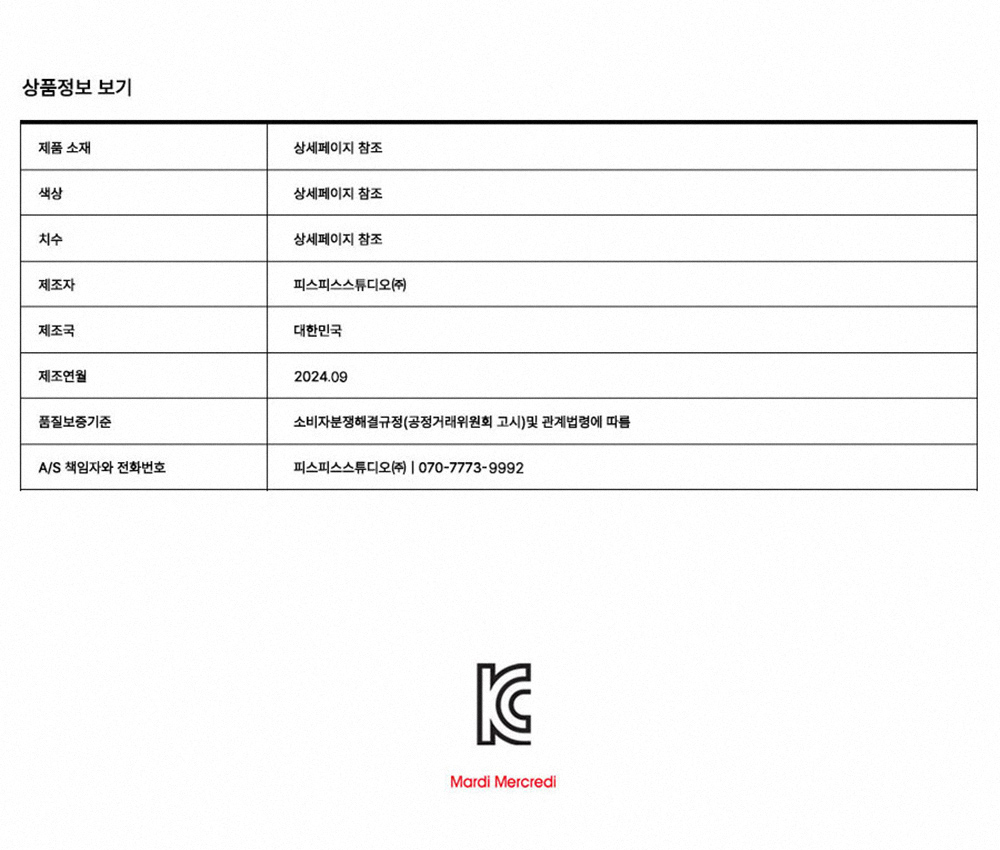 상품정보 보기
제품 소재 상세페이지 참조
색상 상세페이지 참조
치수 상세페이지 참조
제조자 피스피스스튜디오㈜
제조국 대한민국
제조연월 2024.09
품질보증기준 소비자분쟁해결규정(공정거래위원회 고시)및 관계법령에 따름
A/S 책임자와 전화번호 피스피스스튜디오㈜ | 070-7773-9992
KC
Mardi Mercredi